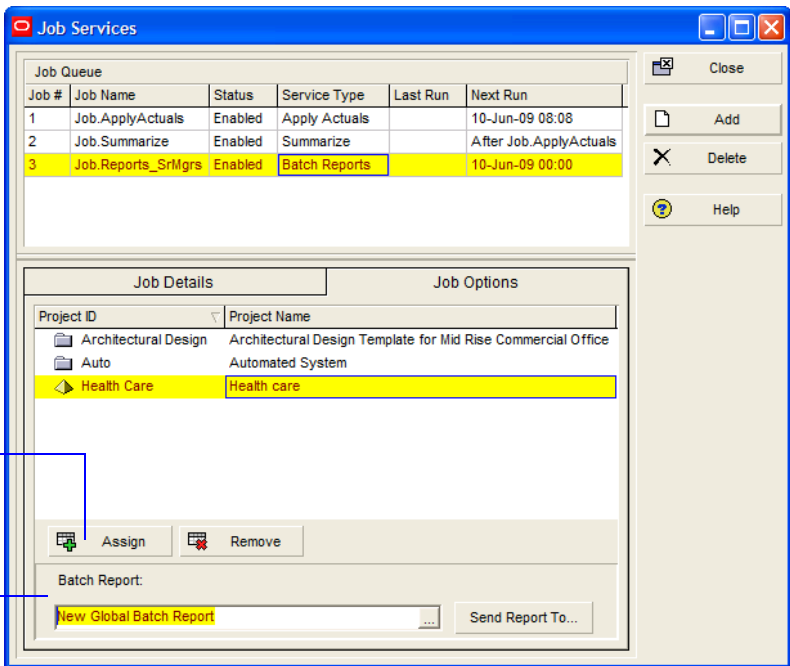 Job Services
Job Queue
Job # Job Name Status Service Type Last Run Next Run
1 Job.ApplyActuals Enabled Apply Actuals 10-Jun-09 08:08
2 Job.Summarize Enabled Summarize After Job.ApplyActuals
3 Job.Reports_SrMgrs Enabled Batch Reports 10-Jun-09 00:00
Close
Add
Delete
Help
Job Details Job Options
Project ID Project Name
Architectural Design Architectural Design Template for Mid Rise Commercial Office
Auto Automated System
Health Care Health care
Assign Remove
Batch Report:
New Global Batch Report ... Send Report To...